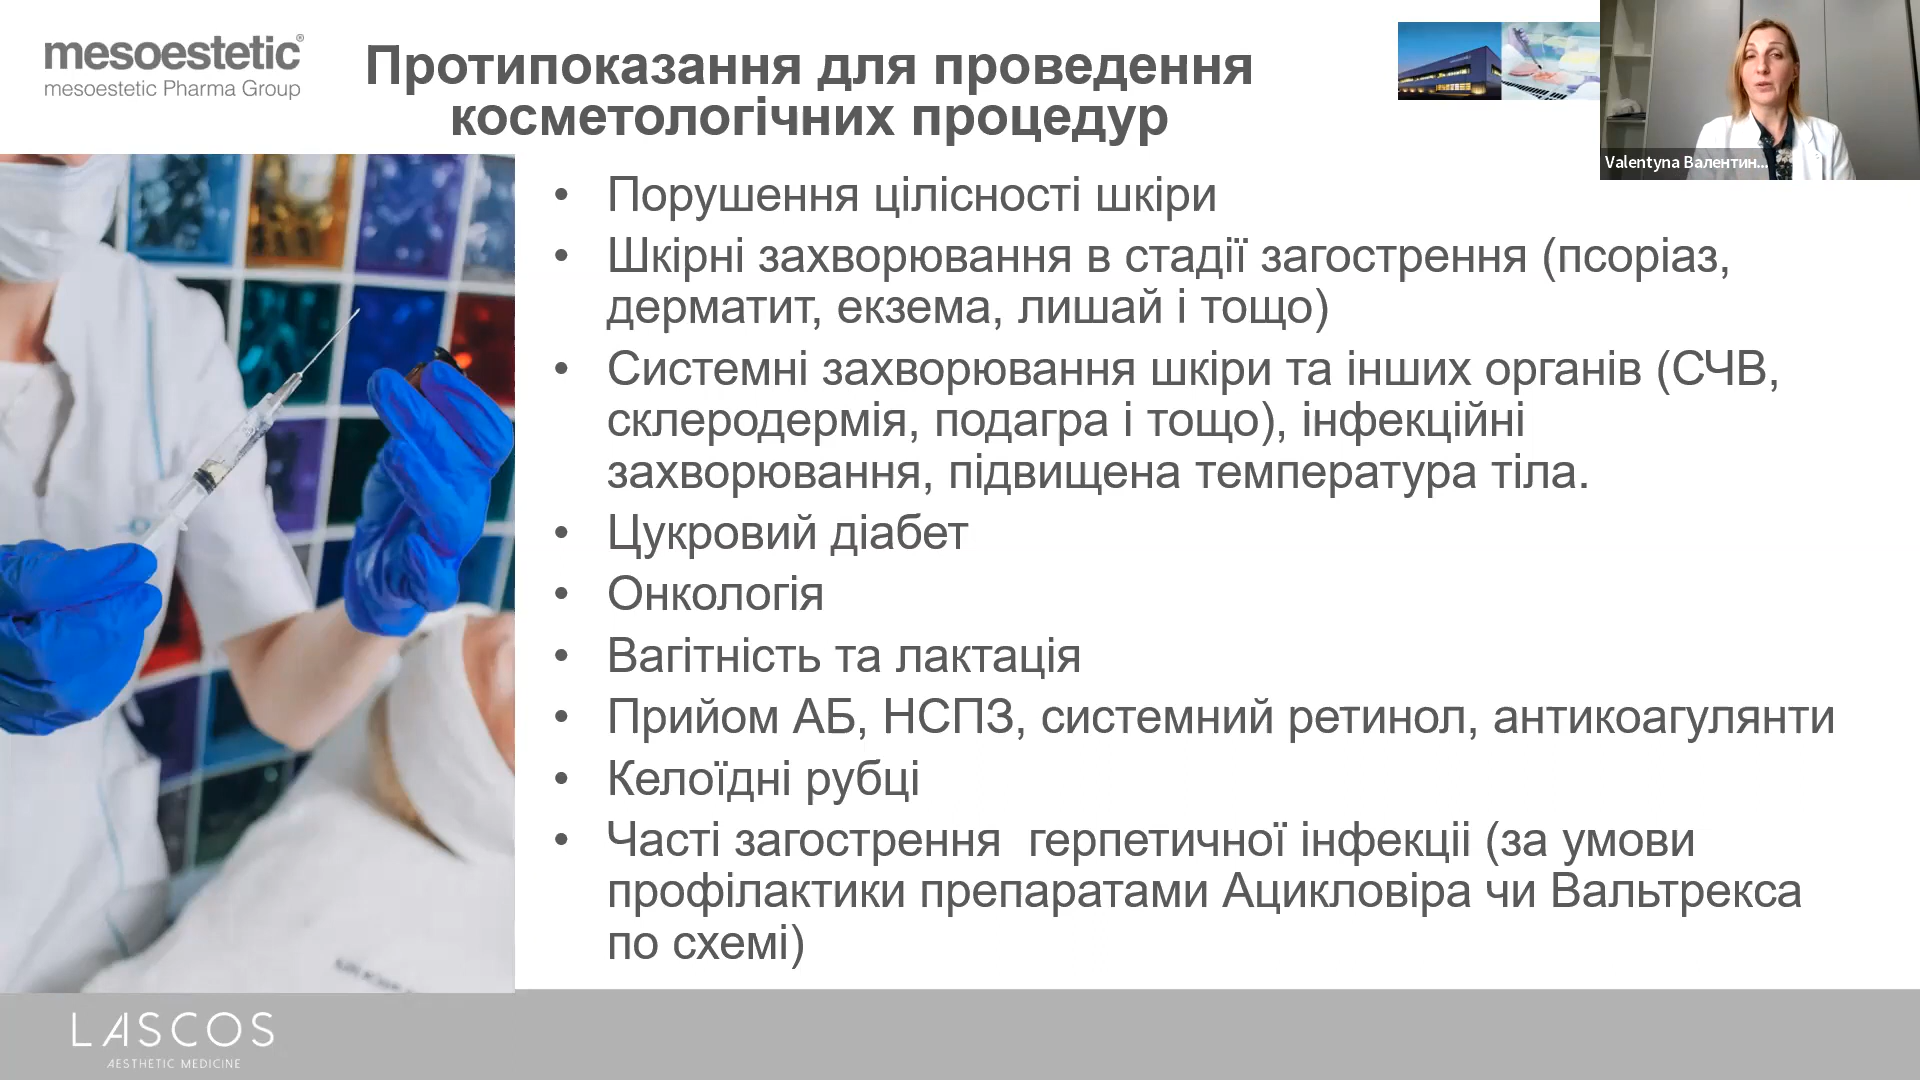 mesoestetic®
mesoestetic Pharma Group
Протипоказання для проведення
косметологічних процедур
Valentyna Валентин...
• Порушення цілісності шкіри
• Шкірні захворювання в стадії загострення (псоріаз,
дерматит, екзема, лишай і тощо)
• Системні захворювання шкіри та інших органів (СЧВ,
склеродермія, подагра і тощо), інфекційні
захворювання, підвищена температура тіла.
• Цукровий діабет
• Онкологія
• Вагітність та лактація
• Прийом АБ, НСПЗ, системний ретинол, антикоагулянти
• Келоїдні рубці
• Часті загострення герпетичної інфекціі (за умови
профілактики препаратами Ацикловіра чи Вальтрекса
по схемі)
LASCOS
AESTHETIC MEDICINE